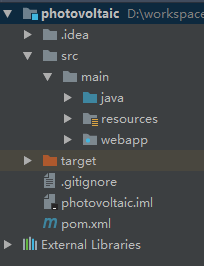 photovoltaic D:\workspace
.idea
src
main
java
resources
webapp
target
.gitignore
photovoltaic.iml
pom.xml
External Libraries